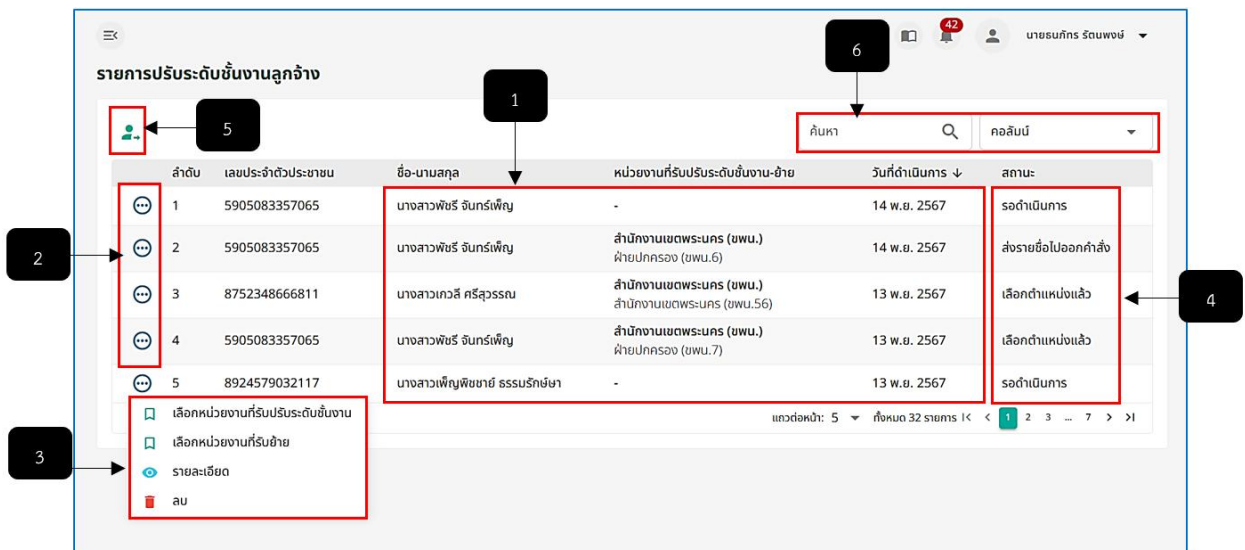 42
นายธนภัทร รัตนพงษ์
6
รายการปรับระดับชั้นงานลูกจ้าง
1
5
ค้นหา
คอลัมน์
ลำดับ เลขประจำตัวประชาชน ชื่อ-นามสกุล หน่วยงานที่รับปรับระดับชั้นงาน-ย้าย วันที่ดำเนินการ สถานะ
1 5905083357065 นางสาวพัชรี จันทร์เพ็ญ - 14 พ.ย. 2567 รอดำเนินการ
2 5905083357065 นางสาวพัชรี จันทร์เพ็ญ สำนักงานเขตพระนคร (ขพน.) 14 พ.ย. 2567 ส่งรายชื่อไปออกคำสั่ง
ฝ่ายปกครอง (ขพน.6)
2
3 8752348666811 นางสาวเกวลี ศรีสุวรรณ สำนักงานเขตพระนคร (ขพน.) 13 พ.ย. 2567 เลือกตำแหน่งแล้ว
สำนักงานเขตพระนคร (ขพน.56)
4
4 5905083357065 นางสาวพัชรี จันทร์เพ็ญ สำนักงานเขตพระนคร (ขพน.) 13 พ.ย. 2567 เลือกตำแหน่งแล้ว
ฝ่ายปกครอง (ขพน.7)
5 8924579032117 นางสาวเพ็ญพิชชาย์ ธรรมรักษ์ษา - 13 พ.ย. 2567 รอดำเนินการ
แถวต่อหน้า: 5 ทั้งหมด 32 รายการ 1 2 3 ... 7
เลือกหน่วยงานที่รับปรับระดับชั้นงาน
เลือกหน่วยงานที่รับย้าย
3
รายละเอียด
ลบ